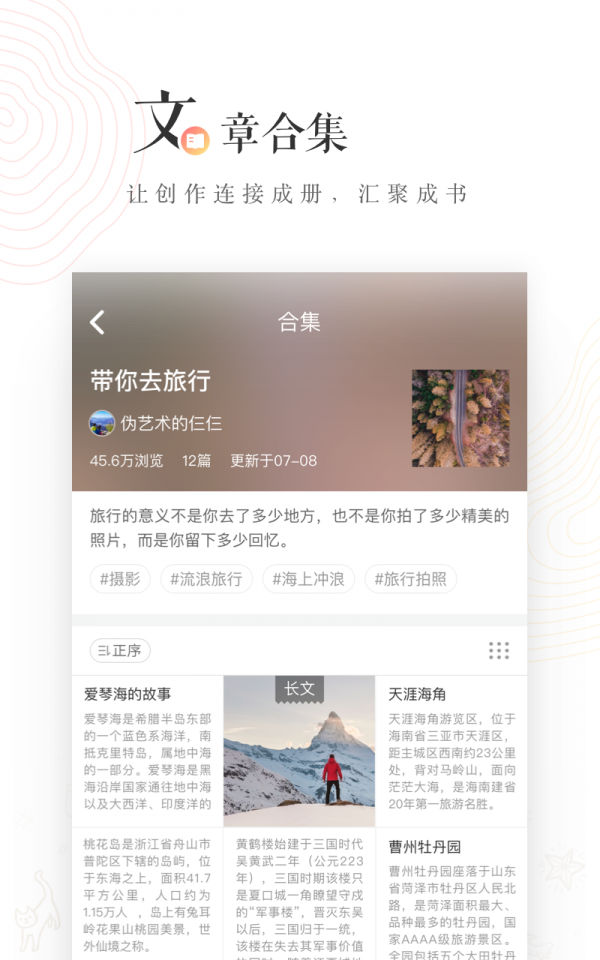 文章合集
让创作连接成册，汇聚成书
合集
带你去旅行
伪艺术的仨仨
45.6万浏览 12篇 更新于07-08
旅行的意义不是你去了多少地方，也不是你拍了多少精美的
照片，而是你留下多少回忆。
#摄影 #流浪旅行 #海上冲浪 #旅行拍照
正序
爱琴海的故事
爱琴海是希腊半岛东部
的一个蓝色系海洋，南
抵克里特岛，属地中海
的一部分。爱琴海是黑
海沿岸国家通往地中海
以及大西洋、印度洋的
长文
天涯海角
天涯海角游览区，位于
海南省三亚市天涯区，
距主城区西南约23公里
处，背对马岭山，面向
茫茫大海，是海南建省
20年第一旅游名胜。
桃花岛是浙江省舟山市
普陀区下辖的岛屿，位
于东海之上，面积41.7
平方公里，人口约为
1.15万人 ，岛上有兔耳
岭花果山桃园美景，世
外仙境之称。
黄鹤楼始建于三国时代
吴黄武二年（公元223
年），三国时期该楼只
是夏口城一角瞭望守戍
的“军事楼”，晋灭东吴
以后，三国归于一统，
该楼在失去其军事价值
曹州牡丹园
曹州牡丹园座落于山东
省菏泽市牡丹区人民北
路，是菏泽面积最大、
品种最多的牡丹园，国
家AAAA级旅游景区。
全园包括五个大田牡丹